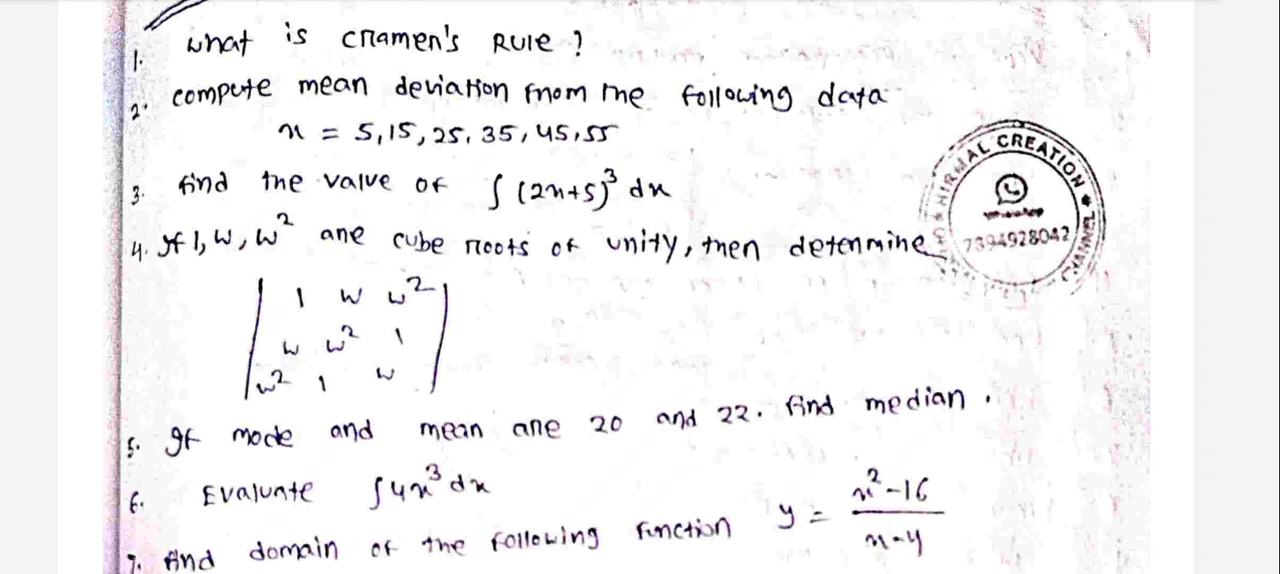 1. what is cramer's Rule ?
2. compute mean deviation from the following data
x = 5, 15, 25, 35, 45, 55
3. find the value of ∫ (2x+5)³ dx
4. If 1, w, w² are cube roots of unity, then determine
| 1 w w² |
| w w² 1 |
| w² 1 w |
5. If mode and mean are 20 and 22. find median.
6. Evaluate ∫4x³ dx
7. find domain of the following function y = x²-16 / x-4
NIRMAL CREATION
7894928042
CHANNEL